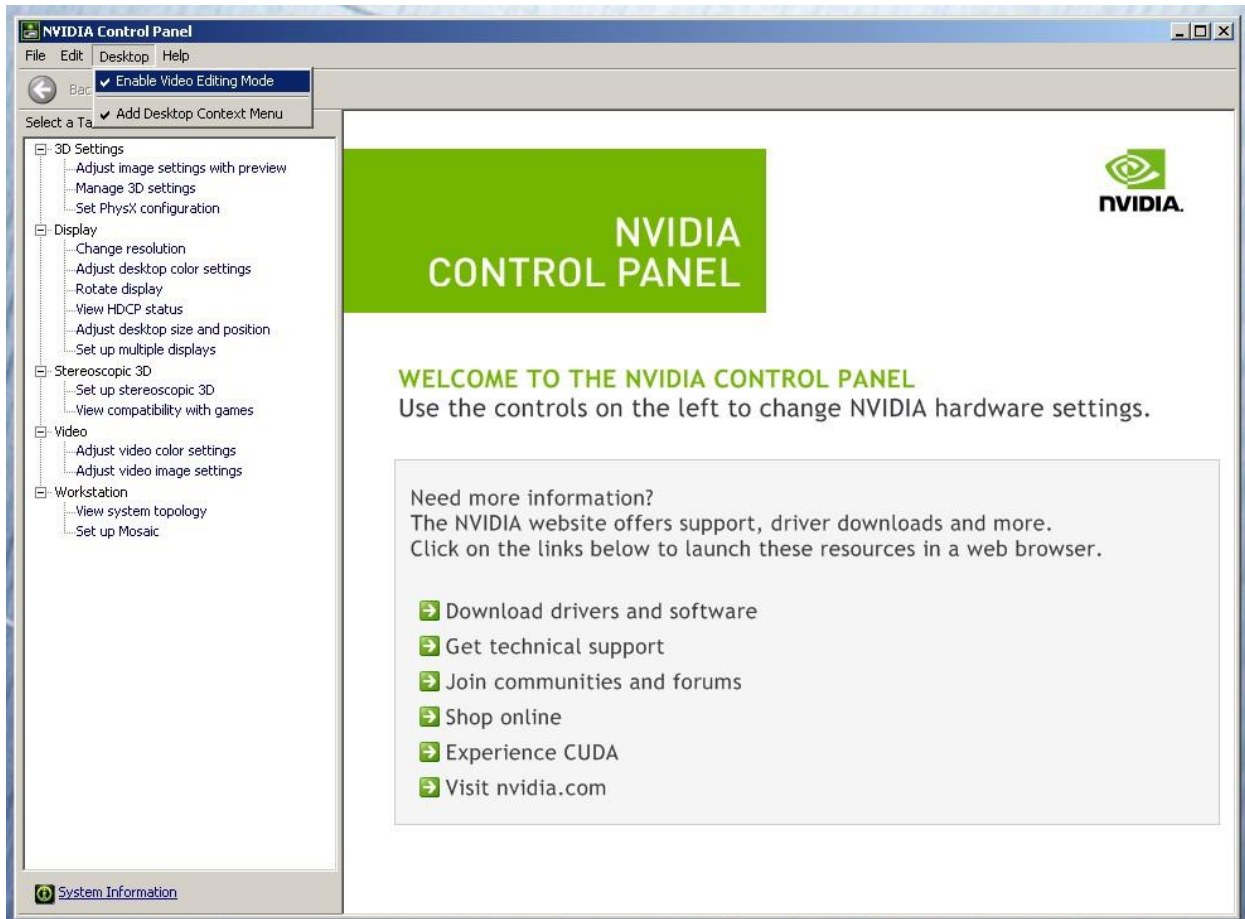 NVIDIA Control Panel
File Edit Desktop Help
Enable Video Editing Mode
Add Desktop Context Menu
3D Settings
Adjust image settings with preview
Manage 3D settings
Set PhysX configuration
Display
Change resolution
Adjust desktop color settings
Rotate display
View HDCP status
Adjust desktop size and position
Set up multiple displays
Stereoscopic 3D
Set up stereoscopic 3D
View compatibility with games
Video
Adjust video color settings
Adjust video image settings
Workstation
View system topology
Set up Mosaic
System Information
NVIDIA
CONTROL PANEL
NVIDIA.
WELCOME TO THE NVIDIA CONTROL PANEL
Use the controls on the left to change NVIDIA hardware settings.
Need more information?
The NVIDIA website offers support, driver downloads and more.
Click on the links below to launch these resources in a web browser.
Download drivers and software
Get technical support
Join communities and forums
Shop online
Experience CUDA
Visit nvidia.com